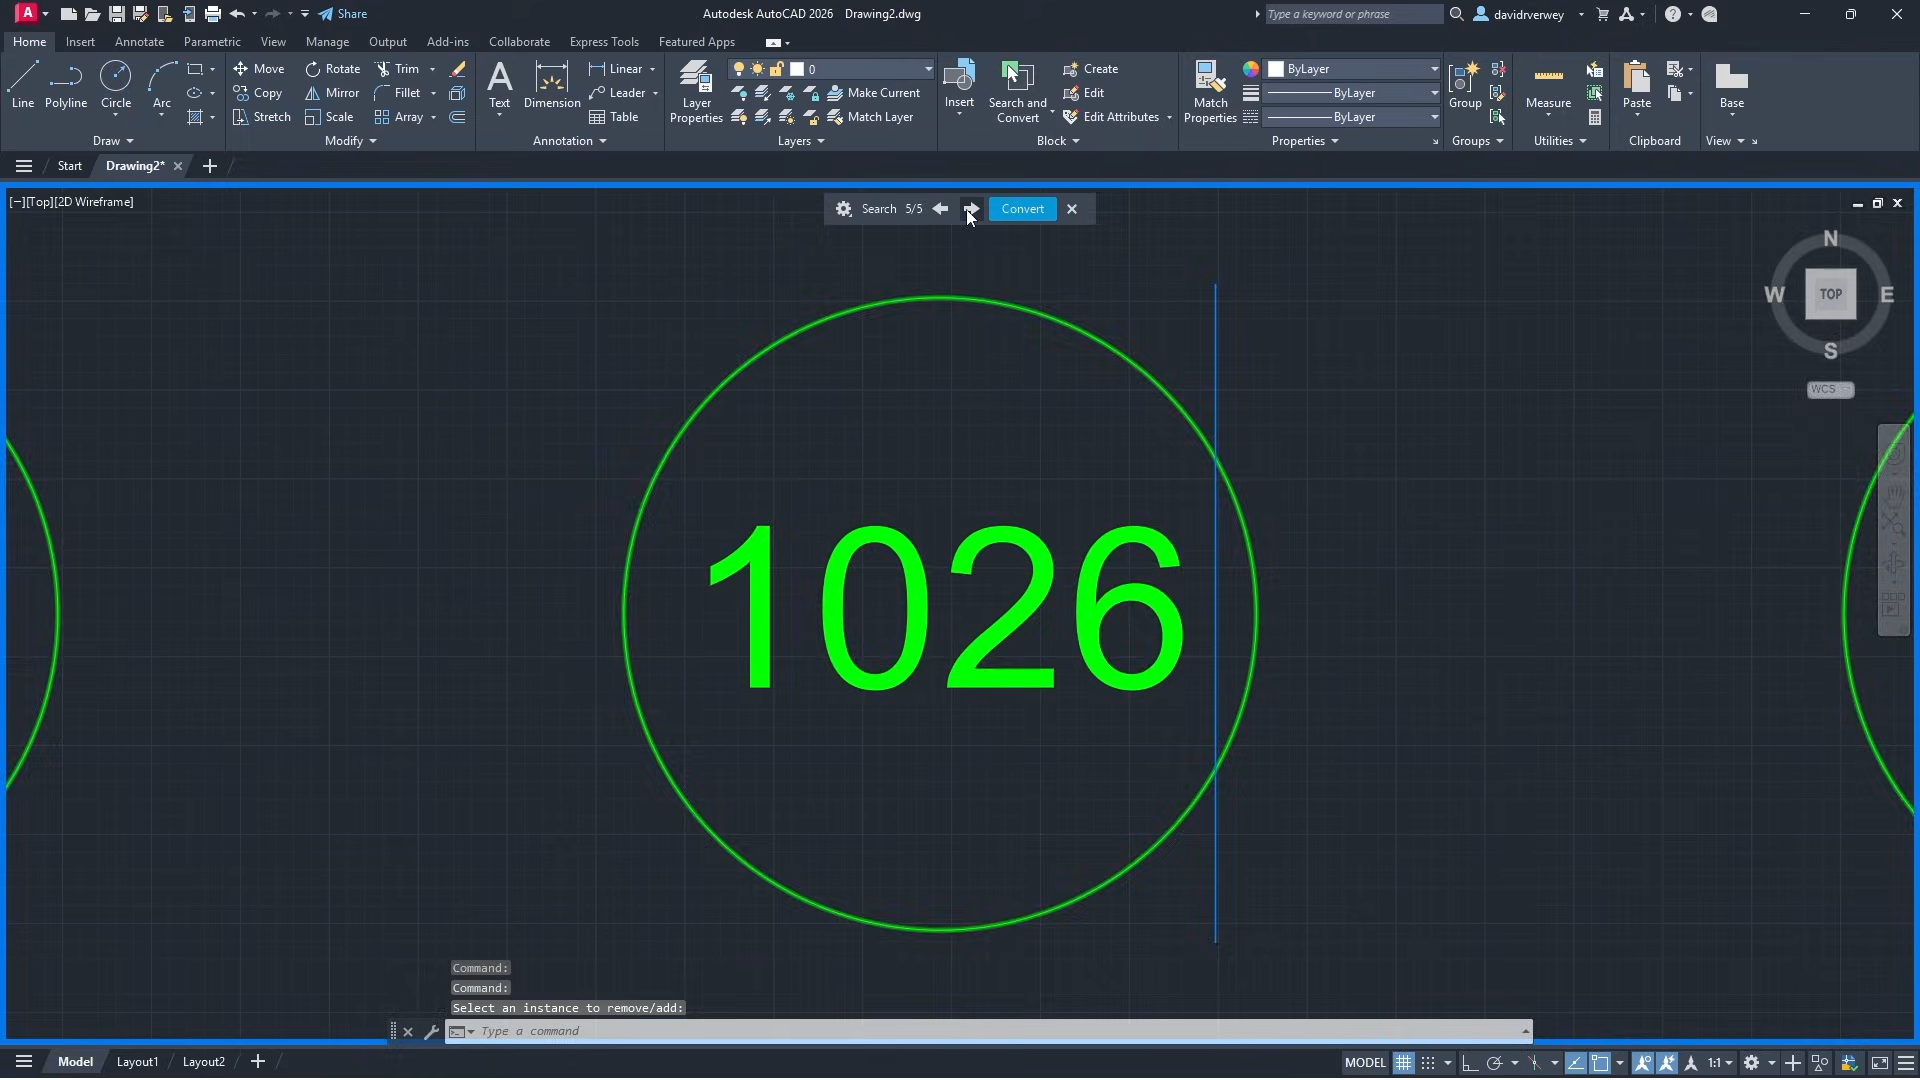 A Share Autodesk AutoCAD 2026 Drawing2.dwg Type a keyword or phrase davidrverwey
Home Insert Annotate Parametric View Manage Output Add-ins Collaborate Express Tools Featured Apps
Line Polyline Circle Arc
Move Rotate Trim
Copy Mirror Fillet
Stretch Scale Array
Text Dimension
Linear
Leader
Table
Layer Properties
0
Make Current
Match Layer
Insert Search and Convert
Create
Edit
Edit Attributes
Match Properties
ByLayer
ByLayer
ByLayer
Group Measure Paste Base
Draw Modify Annotation Layers Block Properties Groups Utilities Clipboard View
Start Drawing2*
[−][Top][2D Wireframe]
Search 5/5 Convert
N
W TOP E
S
WCS
1026
Command:
Command:
Select an instance to remove/add:
Type a command
Model Layout1 Layout2 MODEL 1:1